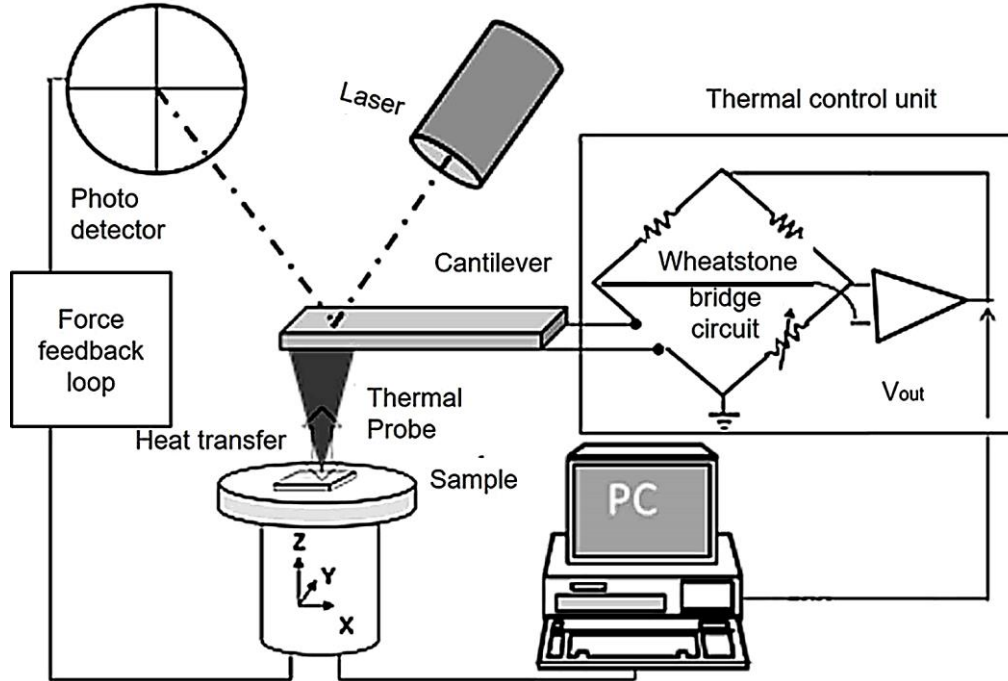 Laser
Thermal control unit
Photo
detector
Cantilever
Wheatstone
bridge
circuit
Force
feedback
loop
Vout
Thermal
Probe
Heat transfer
Sample
PC
Z
Y
X